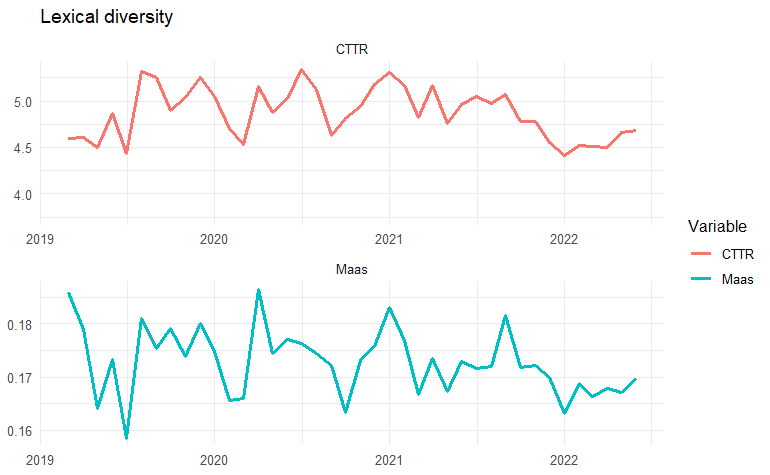 Lexical diversity
CTTR
5.0
4.5
4.0
2019 2020 2021 2022
Maas
0.18
0.17
0.16
2019 2020 2021 2022
Variable
CTTR
Maas